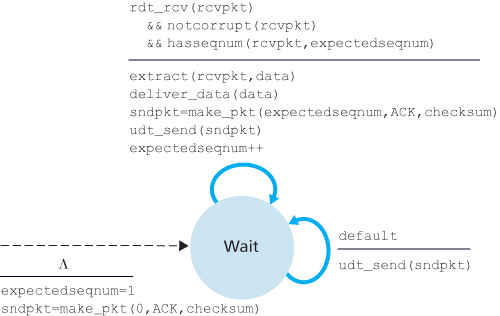 rdt_rcv(rcvpkt)
&& notcorrupt(rcvpkt)
&& hasseqnum(rcvpkt,expectedseqnum)
extract(rcvpkt,data)
deliver_data(data)
sndpkt=make_pkt(expectedseqnum,ACK,checksum)
udt_send(sndpkt)
expectedseqnum++
Wait
default
udt_send(sndpkt)
Λ
expectedseqnum=1
sndpkt=make_pkt(0,ACK,checksum)